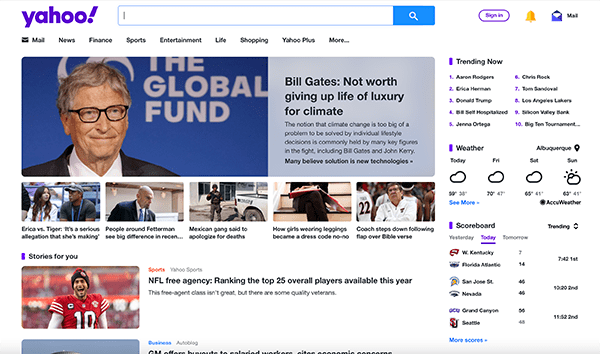 yahoo!
Sign in
Mail
Mail News Finance Sports Entertainment Life Shopping Yahoo Plus More...
THE
GLOBAL
FUND
Bill Gates: Not worth
giving up life of luxury
for climate
The notion that climate change is too big of a
problem to be solved by individual lifestyle
decisions is commonly held by many key figures
in the fight, including Bill Gates and John Kerry.
Many believe solution is new technologies »
Erica vs. Tiger: 'It's a serious
allegation that she's making'
People around Fetterman
see big difference in recen...
Mexican gang said to
apologize for deaths
How girls wearing leggings
became a dress code no-no
22
Coach steps down following
flap over Bible verse
Stories for you
Sports Yahoo Sports
NFL free agency: Ranking the top 25 overall players available this year
This free-agent class isn't great, but there are some quality veterans.
10
Business Autoblog
GM offers buyouts to salaried workers, cites economic concerns
Trending Now
1. Aaron Rodgers 6. Chris Rock
2. Erica Herman 7. Tom Sandoval
3. Donald Trump 8. Los Angeles Lakers
4. Bill Self Hospitalized 9. Silicon Valley Bank
5. Jenna Ortega 10. Big Ten Tournament...
Weather Albuquerque
Today Fri Sat Sun
59° 38° 70° 47° 65° 41° 63° 41°
See More » AccuWeather
Scoreboard Trending
Yesterday Today Tomorrow
W. Kentucky 7
Florida Atlantic 14
7:42 1st
San Jose St. 46
Nevada 46
10:20 2nd
Grand Canyon 56
Seattle 48
11:52 2nd
More scores »